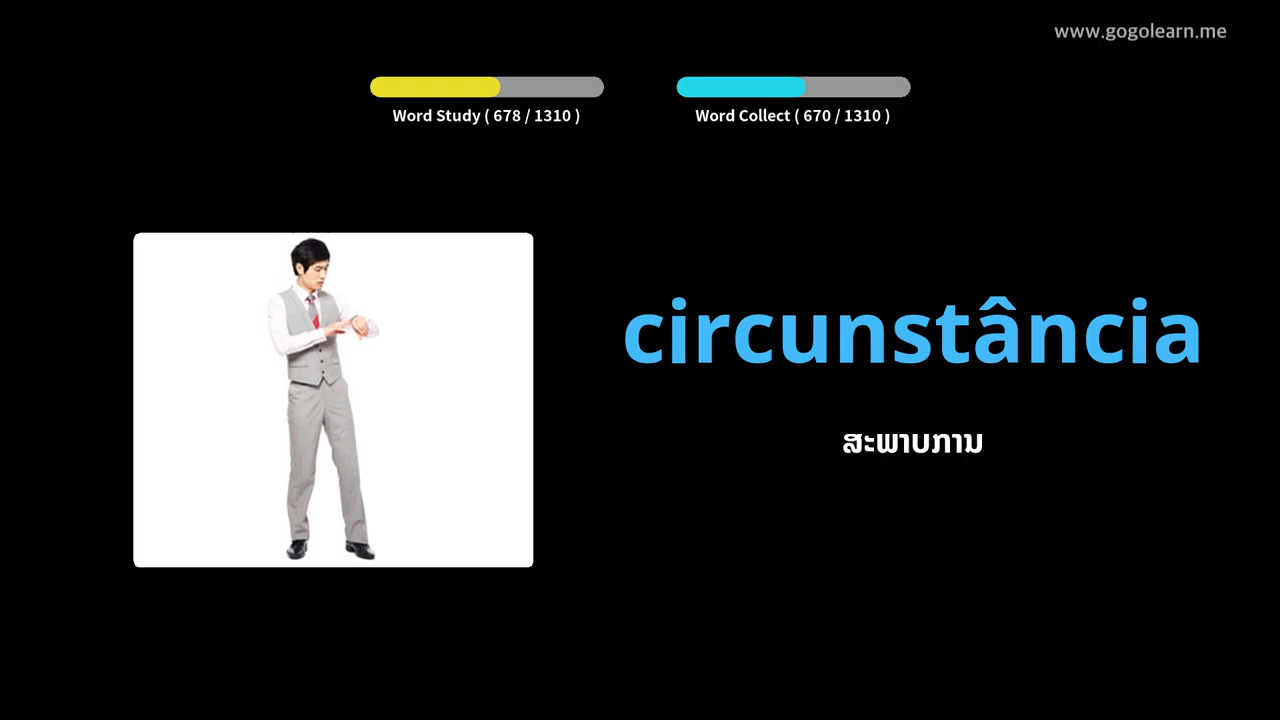 www.gogolearn.me
Word Study ( 678 / 1310 )
Word Collect ( 670 / 1310 )
circunstância
ສະພາບການ